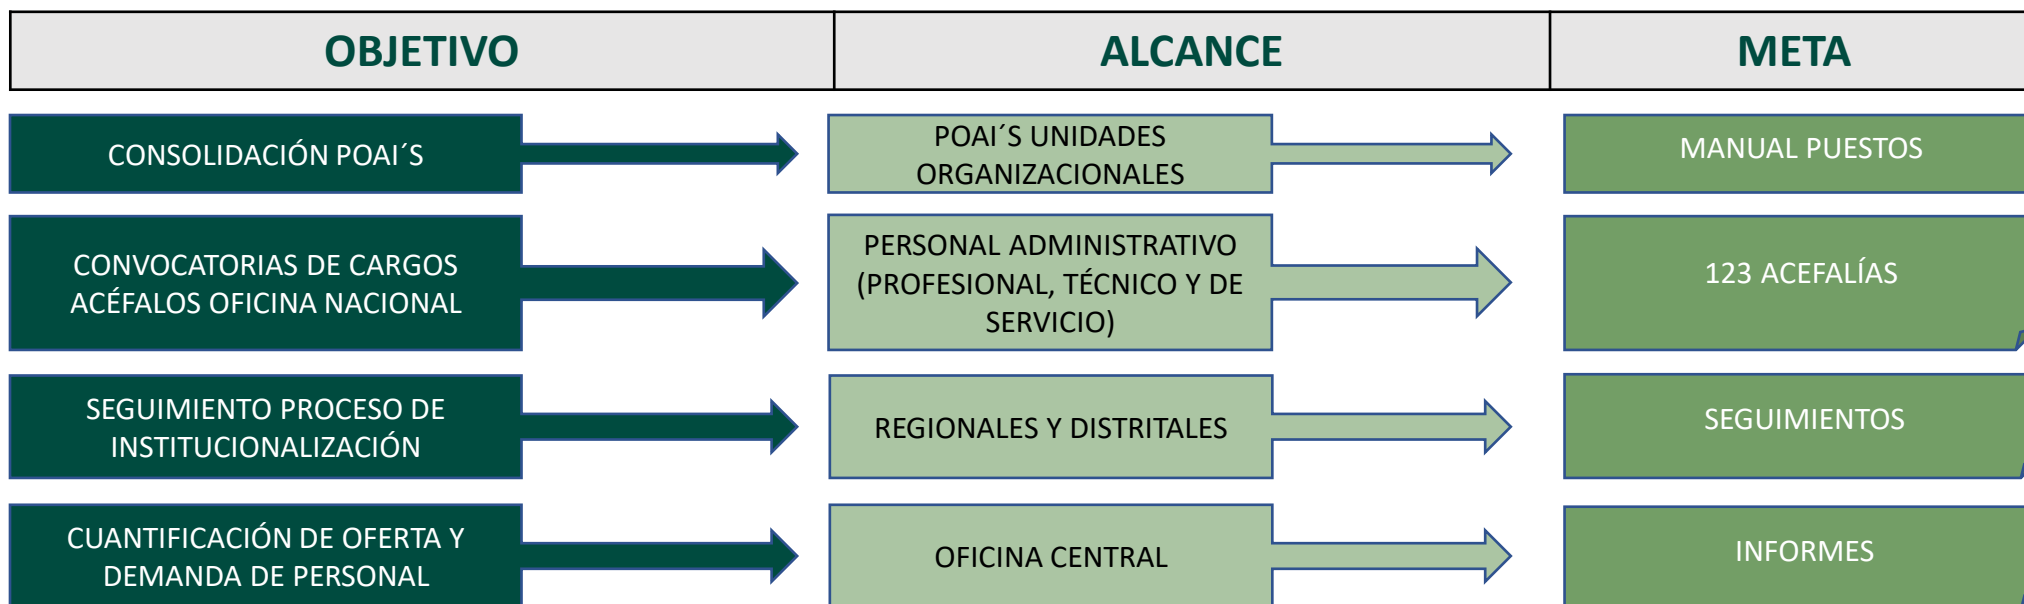 OBJETIVO
ALCANCE
META
CONSOLIDACIÓN POAI´S
POAI´S UNIDADES
ORGANIZACIONALES
MANUAL PUESTOS
CONVOCATORIAS DE CARGOS
ACÉFALOS OFICINA NACIONAL
PERSONAL ADMINISTRATIVO
(PROFESIONAL, TÉCNICO Y DE
SERVICIO)
123 ACEFALÍAS
SEGUIMIENTO PROCESO DE
INSTITUCIONALIZACIÓN
REGIONALES Y DISTRITALES
SEGUIMIENTOS
CUANTIFICACIÓN DE OFERTA Y
DEMANDA DE PERSONAL
OFICINA CENTRAL
INFORMES